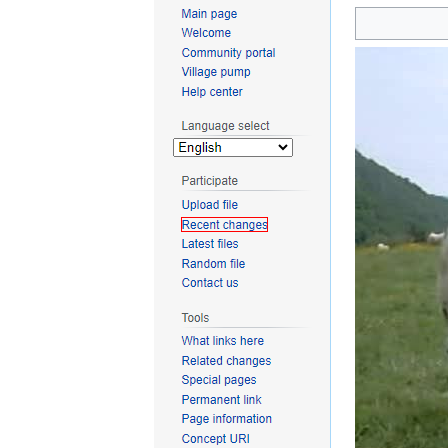 Main page
Welcome
Community portal
Village pump
Help center
Language select
English
Participate
Upload file
Recent changes
Latest files
Random file
Contact us
Tools
What links here
Related changes
Special pages
Permanent link
Page information
Concept URI